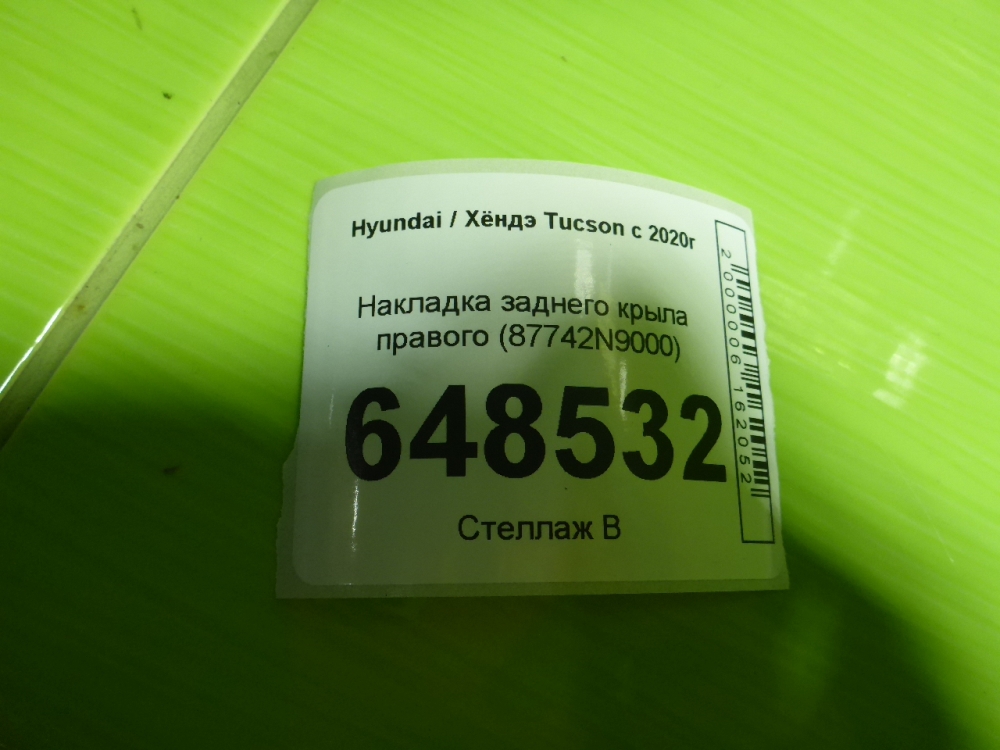 Hyundai / Хёндэ Tucson с 2020г
Накладка заднего крыла
правого (87742N9000)
648532
Стеллаж В
2000006162052